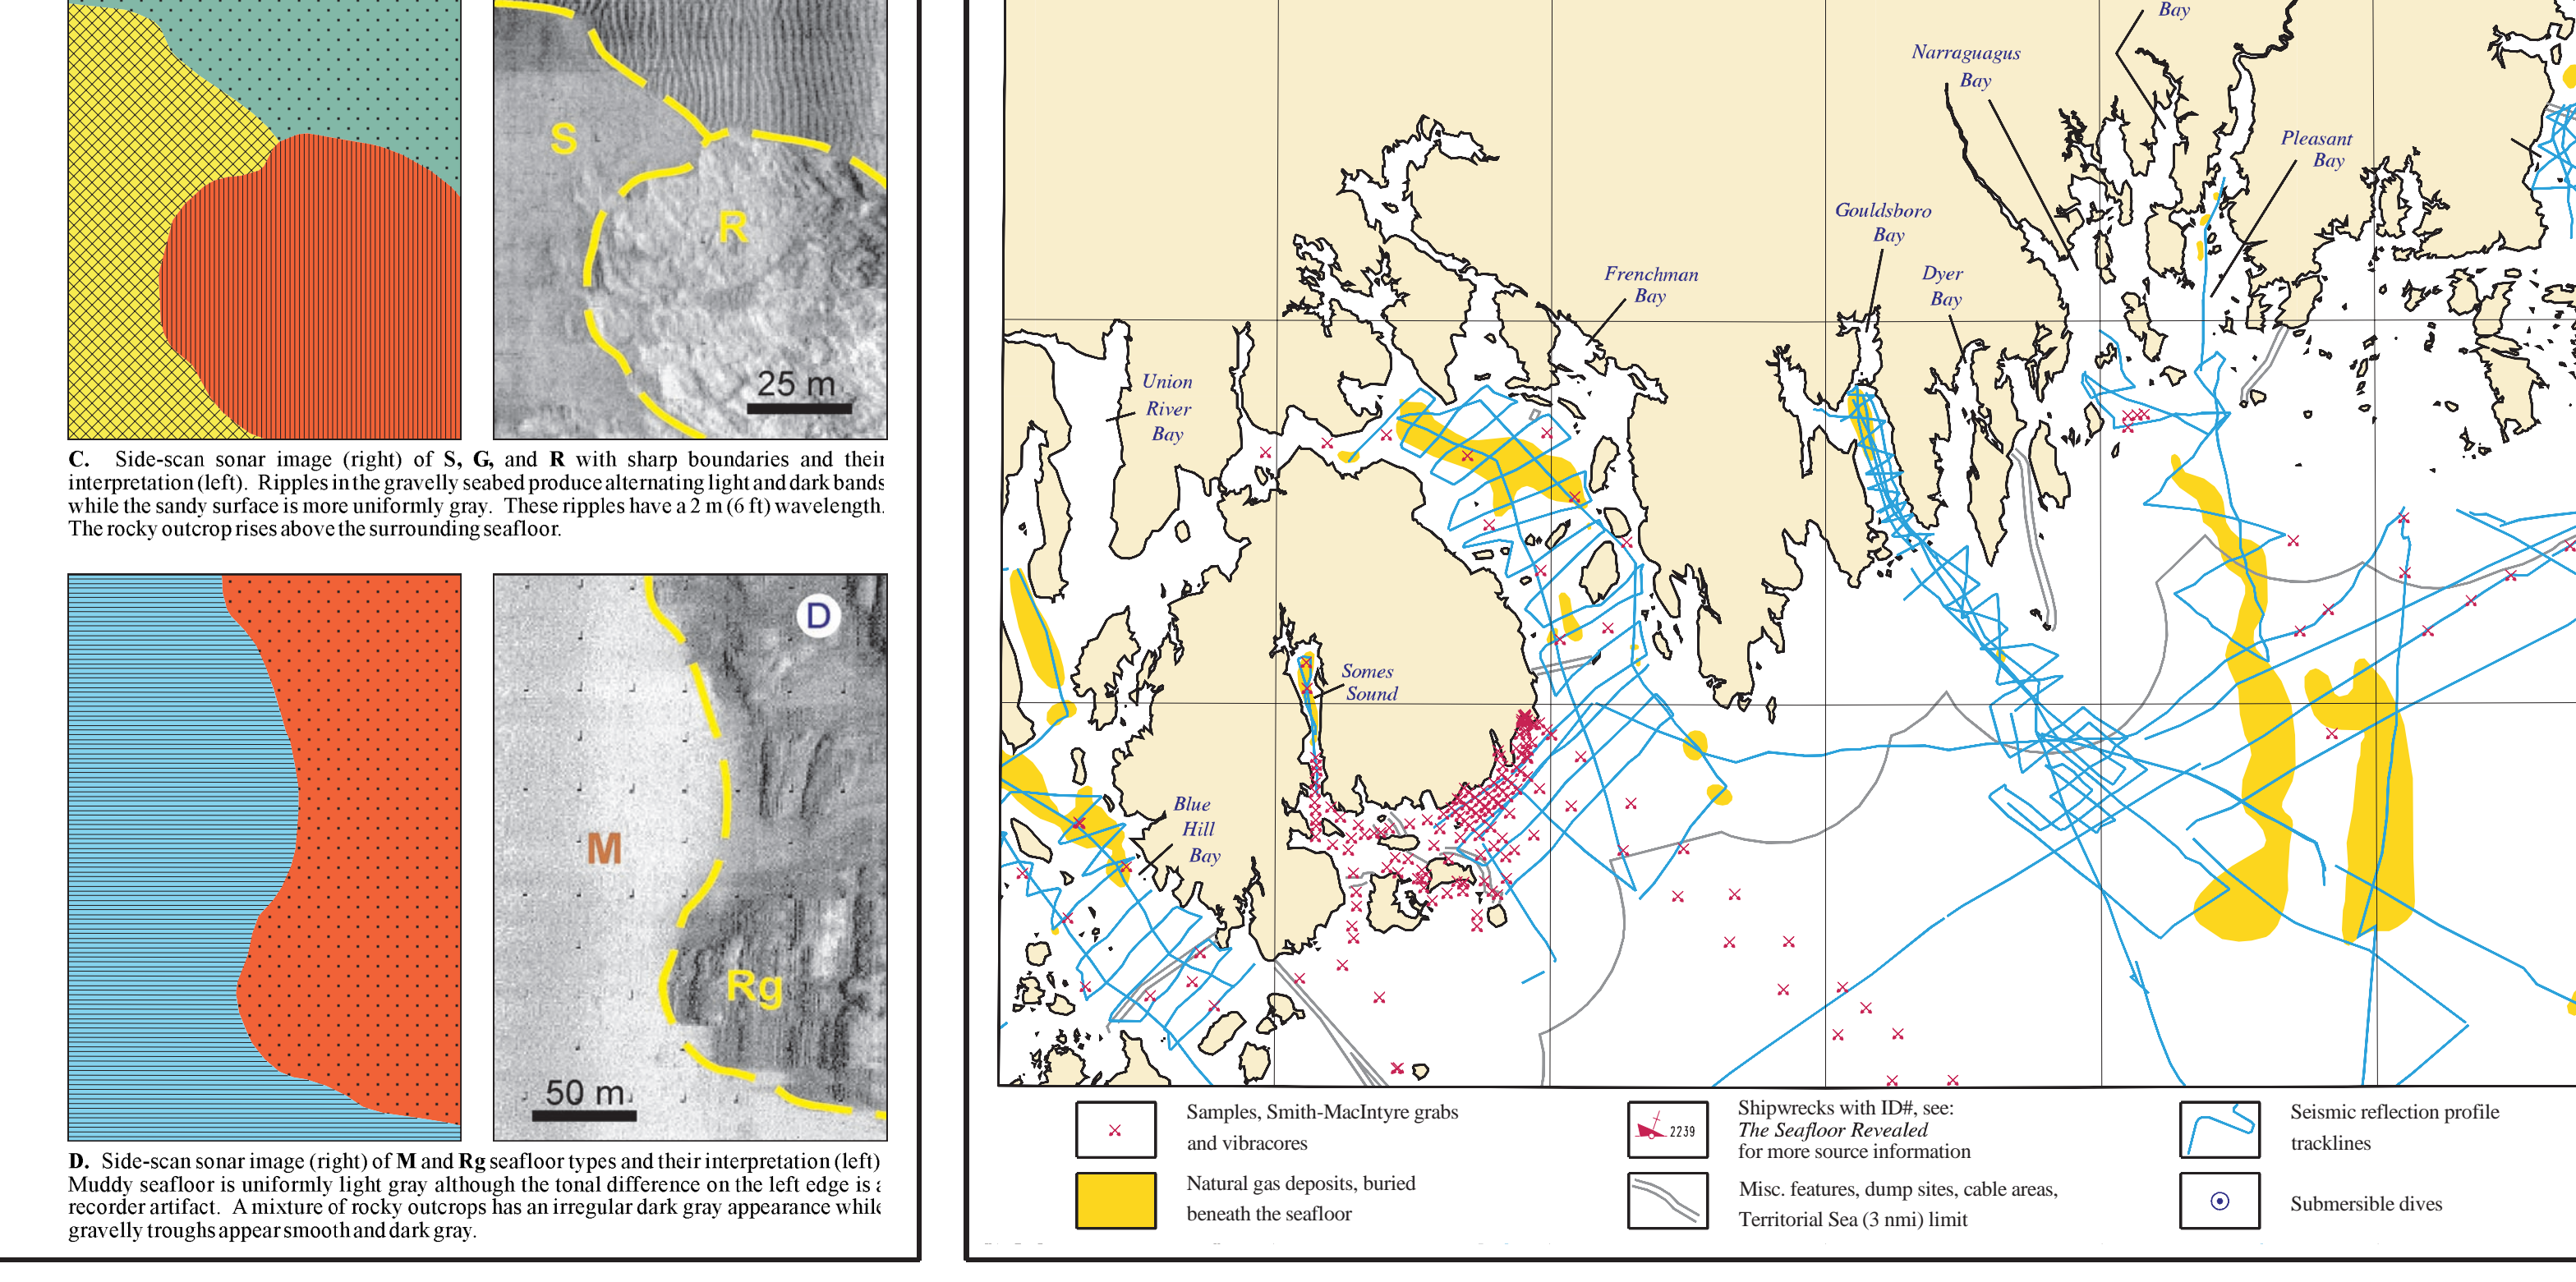 S
R
25 m
C. Side-scan sonar image (right) of S, G, and R with sharp boundaries and their
interpretation (left). Ripples in the gravelly seabed produce alternating light and dark bands
while the sandy surface is more uniformly gray. These ripples have a 2 m (6 ft) wavelength.
The rocky outcrop rises above the surrounding seafloor.
D
M
Rg
50 m
D. Side-scan sonar image (right) of M and Rg seafloor types and their interpretation (left)
Muddy seafloor is uniformly light gray although the tonal difference on the left edge is a
recorder artifact. A mixture of rocky outcrops has an irregular dark gray appearance while
gravelly troughs appear smooth and dark gray.
Bay
Narraguagus
Bay
Pleasant
Bay
Gouldsboro
Bay
Frenchman
Bay
Dyer
Bay
Union
River
Bay
Somes
Sound
Blue
Hill
Bay
Samples, Smith-MacIntyre grabs
and vibracores
Natural gas deposits, buried
beneath the seafloor
2239
Shipwrecks with ID#, see:
The Seafloor Revealed
for more source information
Misc. features, dump sites, cable areas,
Territorial Sea (3 nmi) limit
Seismic reflection profile
tracklines
Submersible dives